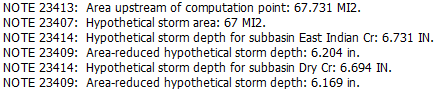 NOTE 23413:  Area upstream of computation point: 67.731 MI2.
NOTE 23407:  Hypothetical storm area: 67 MI2.
NOTE 23414:  Hypothetical storm depth for subbasin East Indian Cr: 6.731 IN.
NOTE 23409:  Area-reduced hypothetical storm depth: 6.204 in.
NOTE 23414:  Hypothetical storm depth for subbasin Dry Cr: 6.694 IN.
NOTE 23409:  Area-reduced hypothetical storm depth: 6.169 in.